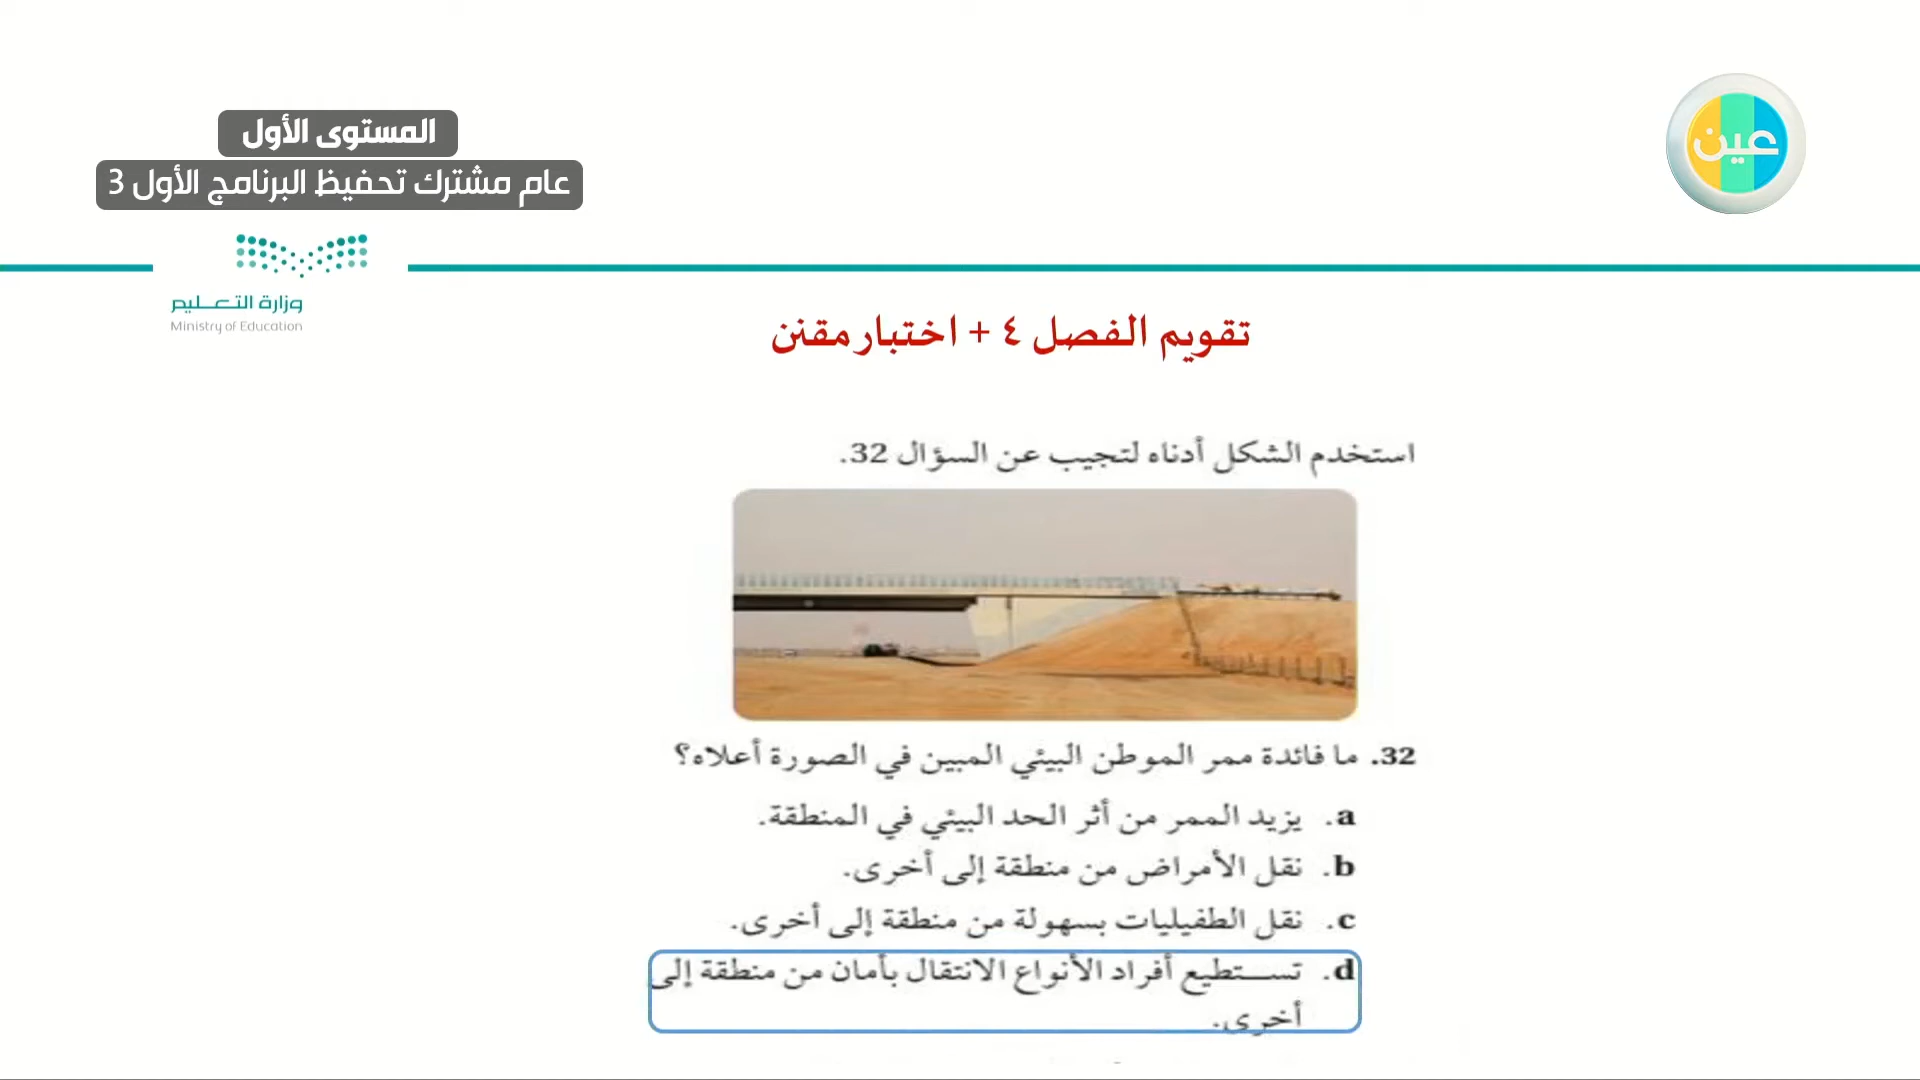 المستوى الأول
عام مشترك تحفيظ البرنامج الأول 3
عين
وزارة التعليم
Ministry of Education
تقويم الفصل ٤ + اختبار مقنن
استخدم الشكل أدناه لتجيب عن السؤال 32.
32. ما فائدة ممر الموطن البيئي المبين في الصورة أعلاه؟
a. يزيد الممر من أثر الحد البيئي في المنطقة.
b. نقل الأمراض من منطقة إلى أخرى.
c. نقل الطفيليات بسهولة من منطقة إلى أخرى.
d. تستطيع أفراد الأنواع الانتقال بأمان من منطقة إلى
أخرى.